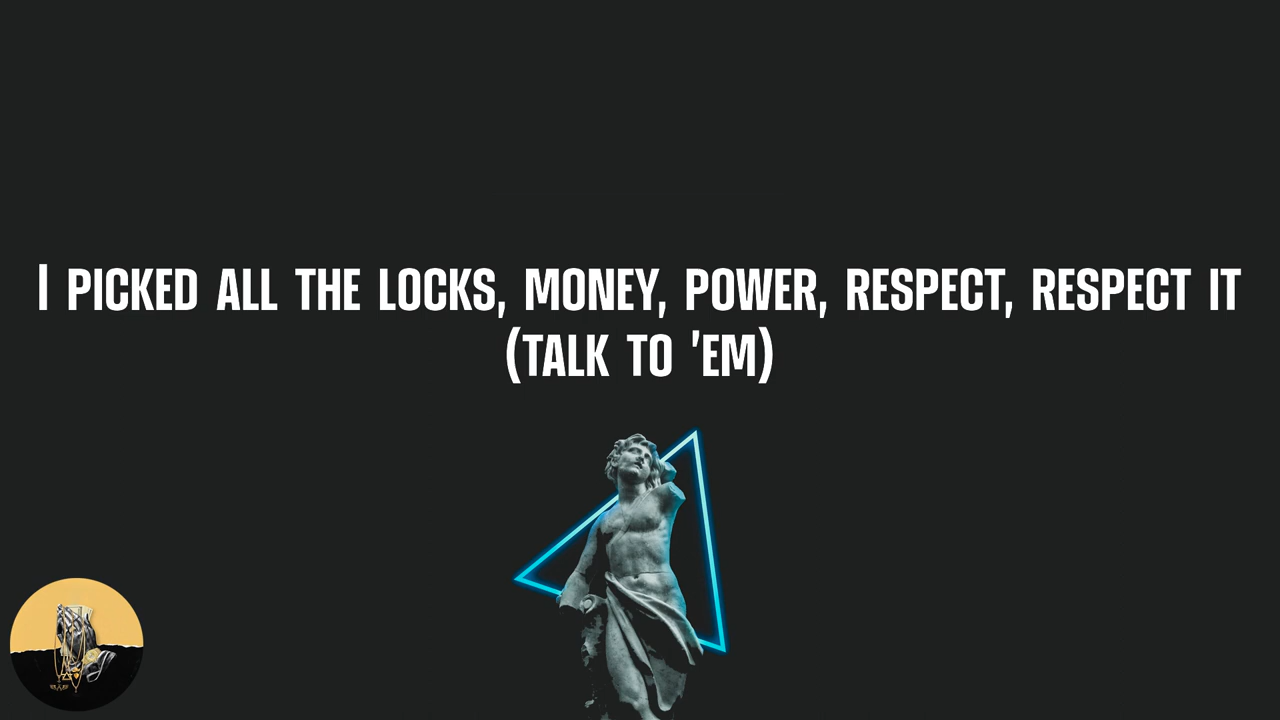 I PICKED ALL THE LOCKS, MONEY, POWER, RESPECT, RESPECT IT
(TALK TO 'EM)